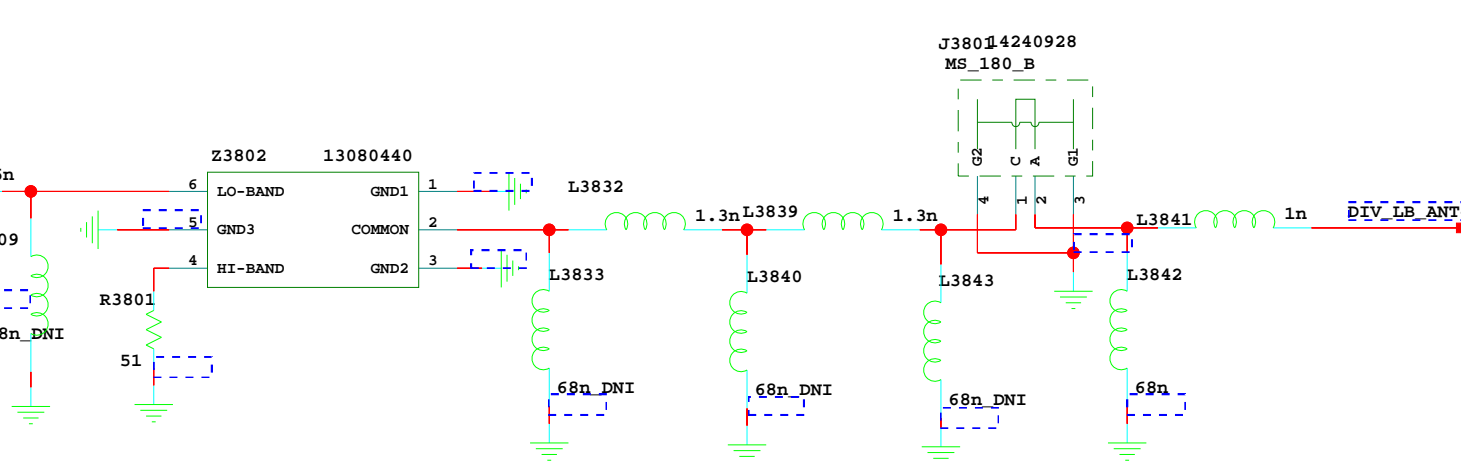 J3801 14240928
MS_180_B
G2 C A G1
4 1 2 3
Z3802 13080440
6 LO-BAND GND1 1
5 GND3 COMMON 2
4 HI-BAND GND2 3
L3832
1.3n
L3839
1.3n
L3841
1n
DIV_LB_ANT
09
8n_DNI
R3801
51
L3833
68n_DNI
L3840
68n_DNI
L3843
68n_DNI
L3842
68n